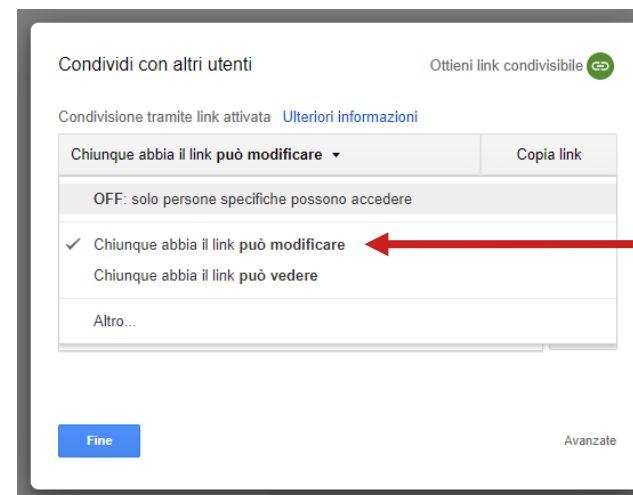 Condividi con altri utenti
Ottieni link condivisibile
Condivisione tramite link attivata Ulteriori informazioni
Chiunque abbia il link può modificare
Copia link
OFF: solo persone specifiche possono accedere
Chiunque abbia il link può modificare
Chiunque abbia il link può vedere
Altro...
Fine
Avanzate